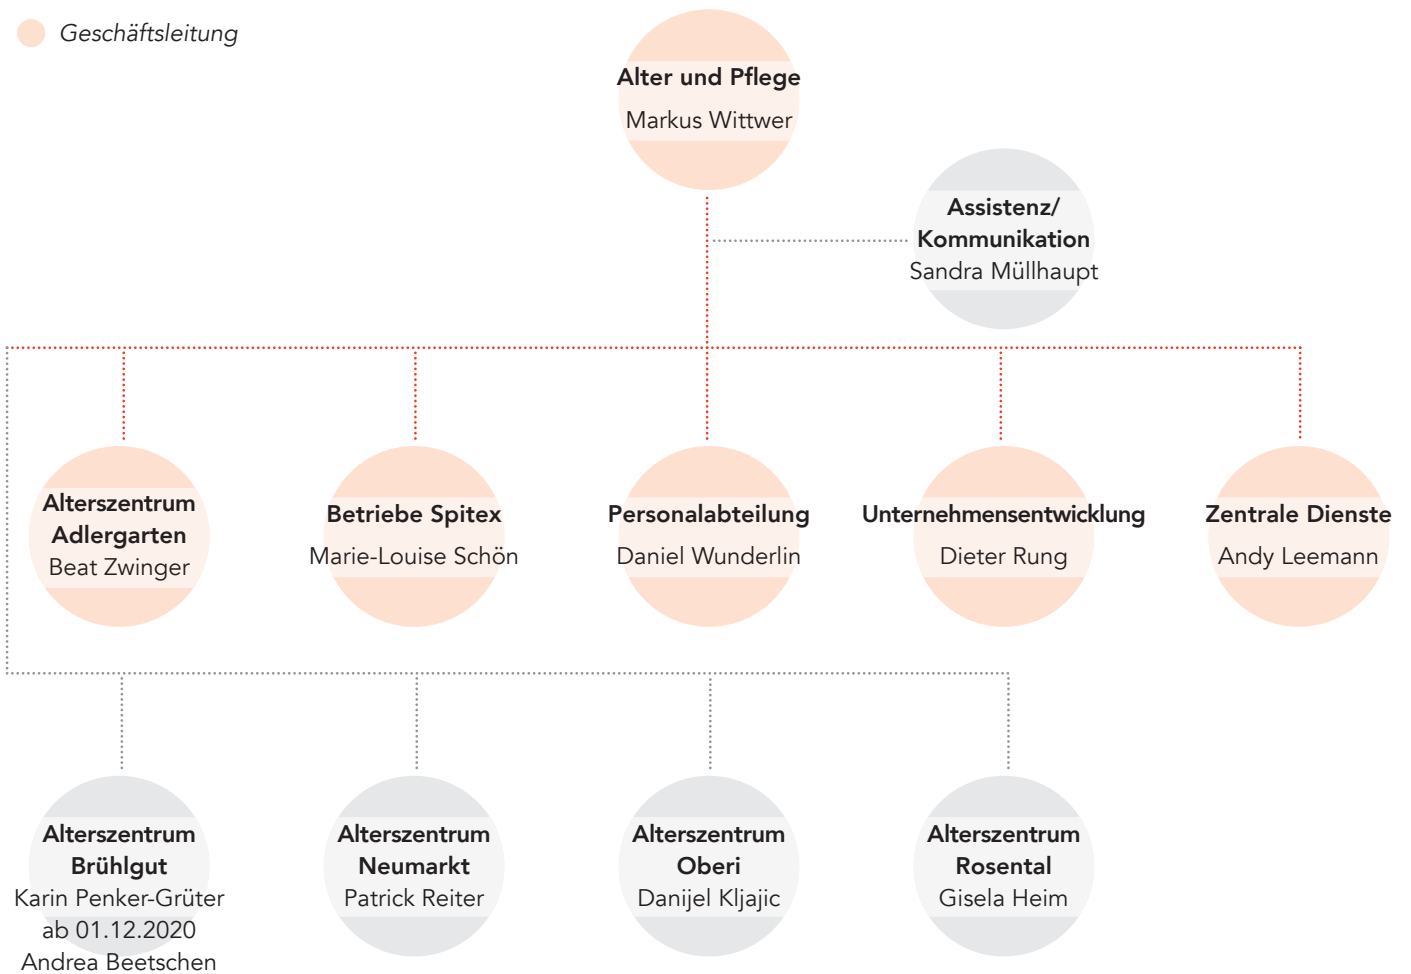 Geschäftsleitung
Alter und Pflege
Markus Wittwer
Assistenz/
Kommunikation
Sandra Müllhaupt
Alterszentrum
Adlergarten
Beat Zwinger
Betriebe Spitex
Marie-Louise Schön
Personalabteilung
Daniel Wunderlin
Unternehmensentwicklung
Dieter Rung
Zentrale Dienste
Andy Leemann
Alterszentrum
Brühlgut
Karin Penker-Grüter
ab 01.12.2020
Andrea Beetschen
Alterszentrum
Neumarkt
Patrick Reiter
Alterszentrum
Oberi
Danijel Kljajic
Alterszentrum
Rosental
Gisela Heim